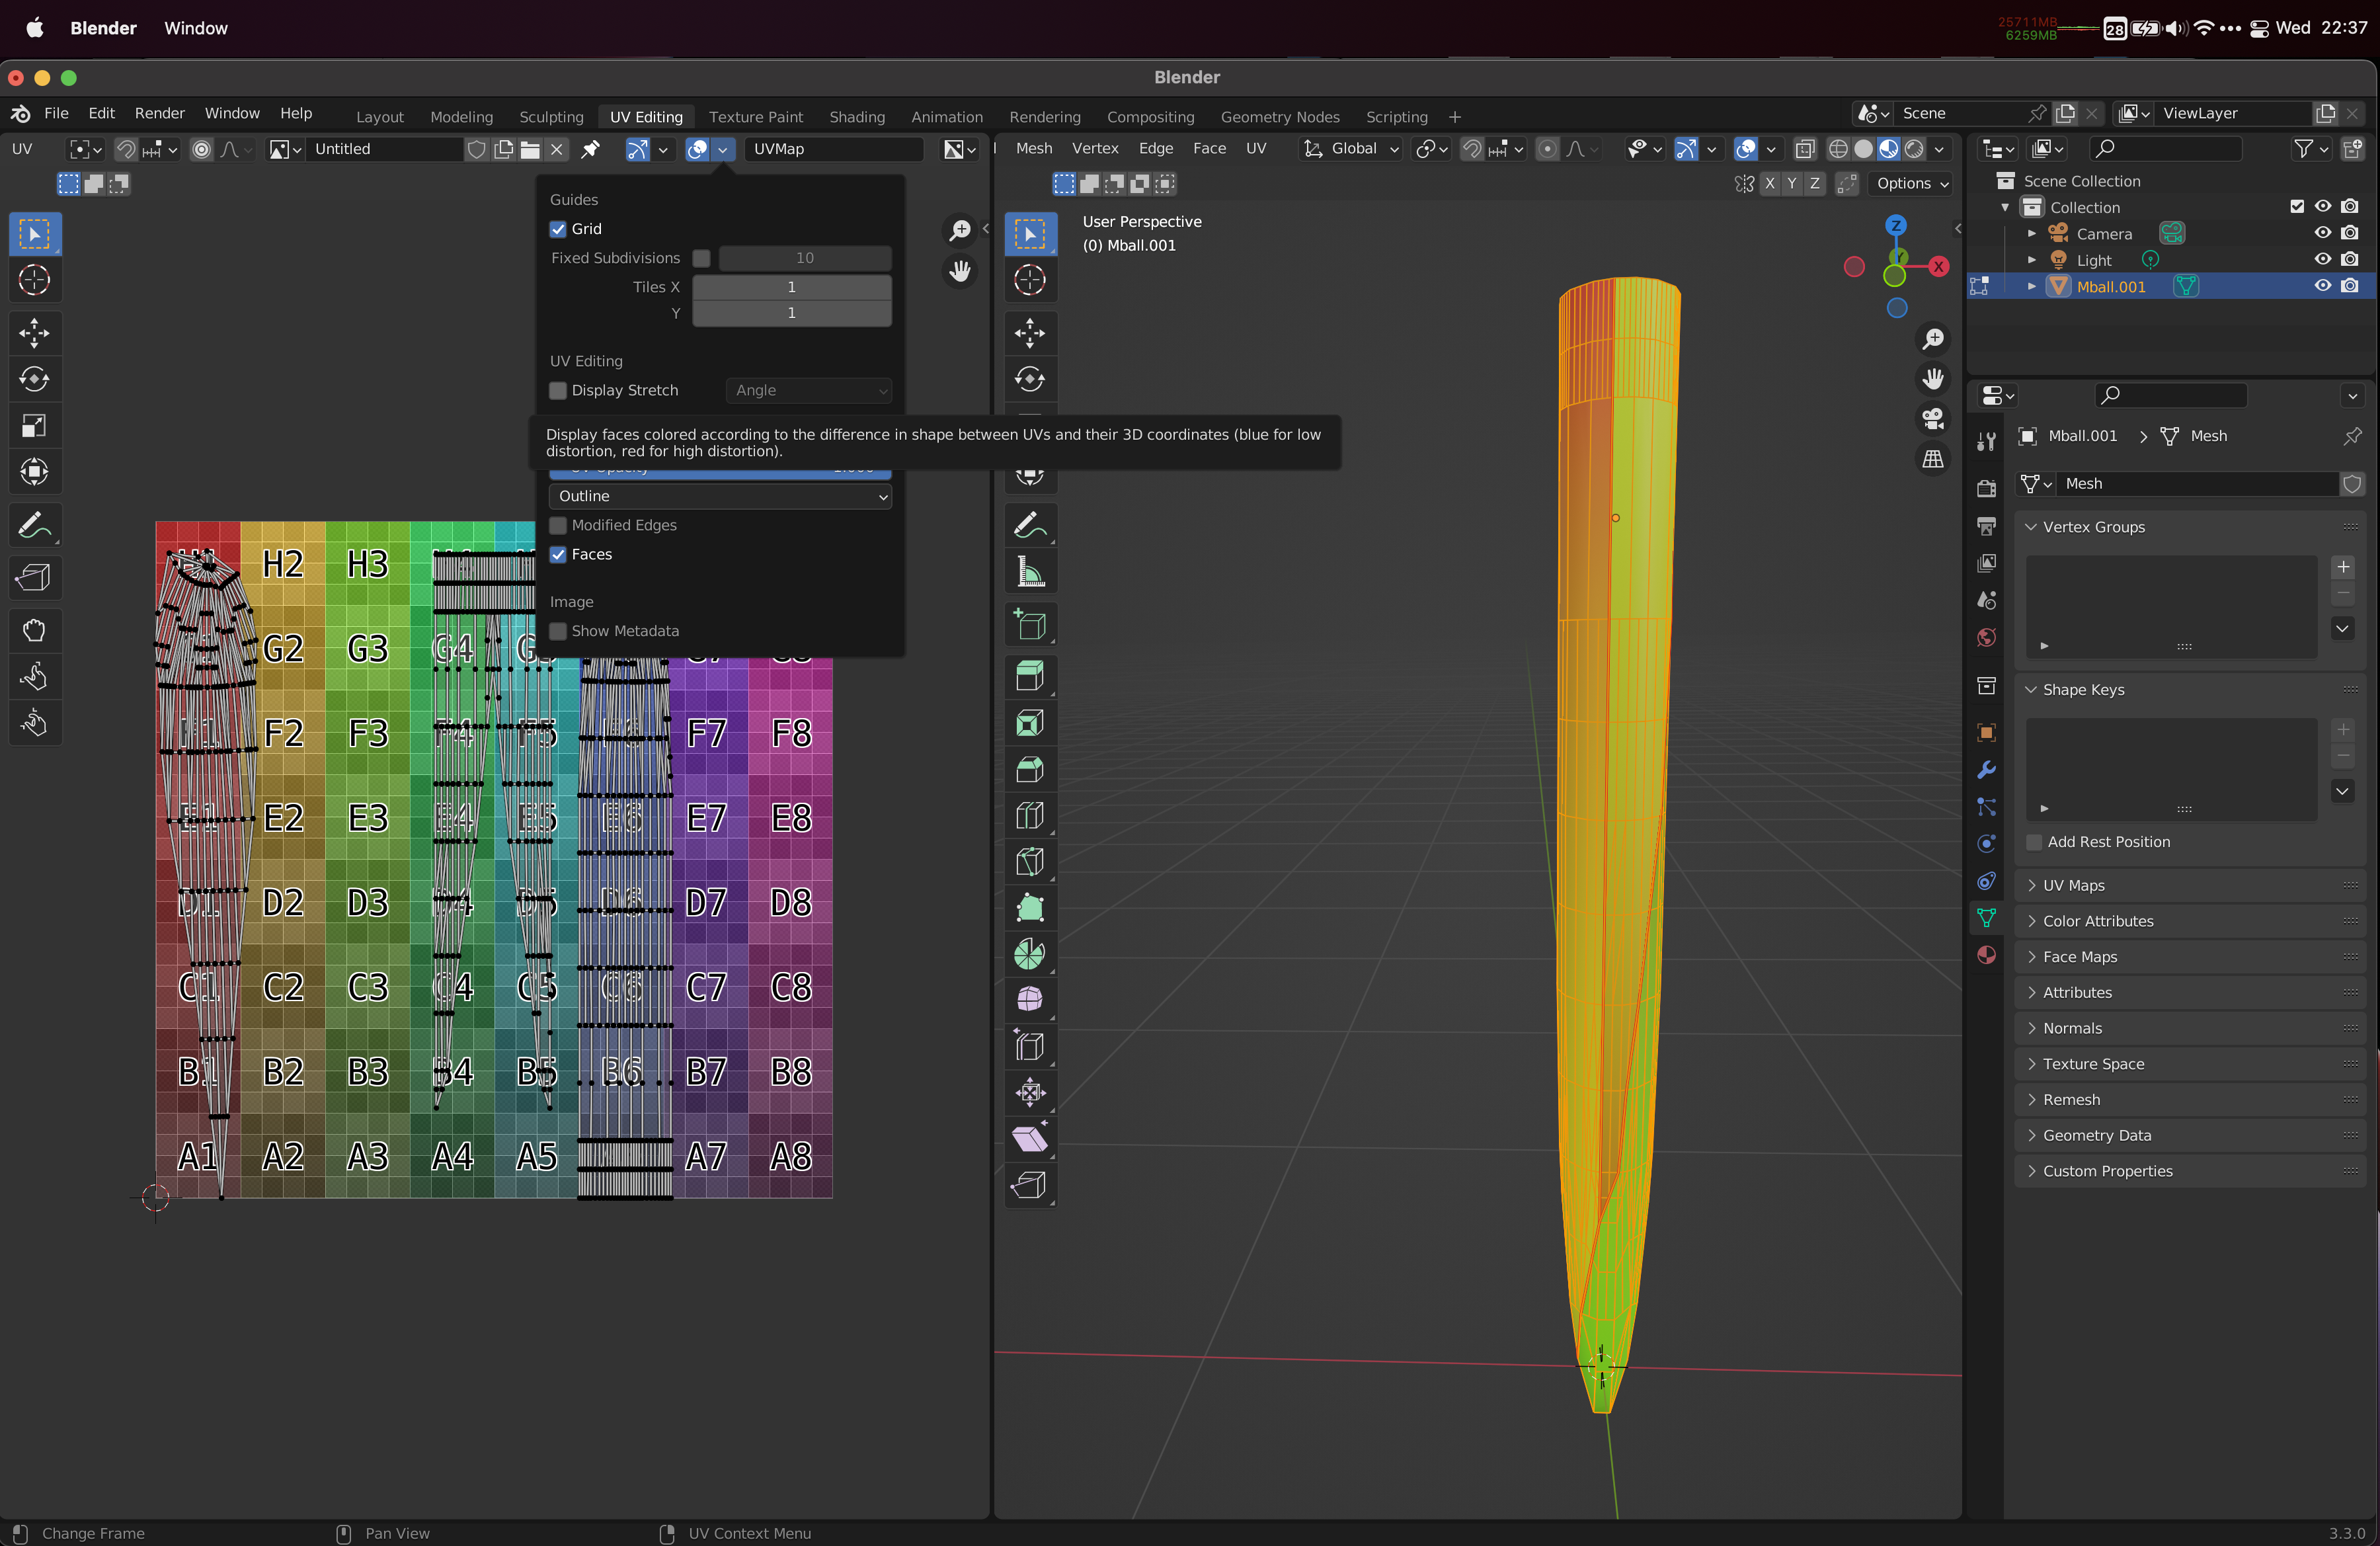 Blender Window
25711MB
6259MB
28
Wed 22:37
Blender
File Edit Render Window Help
Layout Modeling Sculpting UV Editing Texture Paint Shading Animation Rendering Compositing Geometry Nodes Scripting +
Scene
ViewLayer
UV
Untitled
UVMap
Mesh Vertex Edge Face UV
Global
X Y Z
Options
Guides
Grid
Fixed Subdivisions 10
Tiles X 1
Y 1
UV Editing
Display Stretch Angle
Display faces colored according to the difference in shape between UVs and their 3D coordinates (blue for low
distortion, red for high distortion).
Outline
Modified Edges
Faces
Image
Show Metadata
User Perspective
(0) Mball.001
Z
Y
X
H2 H3
G2 G3 G4
F2 F3 F4 F5 F7 F8
E1 E2 E3 E4 E5 E6 E7 E8
D1 D2 D3 D4 D5 D6 D7 D8
C1 C2 C3 C4 C5 C6 C7 C8
B1 B2 B3 B4 B5 B6 B7 B8
A1 A2 A3 A4 A5 A7 A8
Scene Collection
Collection
Camera
Light
Mball.001
Mball.001 > Mesh
Mesh
Vertex Groups
Shape Keys
Add Rest Position
UV Maps
Color Attributes
Face Maps
Attributes
Normals
Texture Space
Remesh
Geometry Data
Custom Properties
Change Frame
Pan View
UV Context Menu
3.3.0